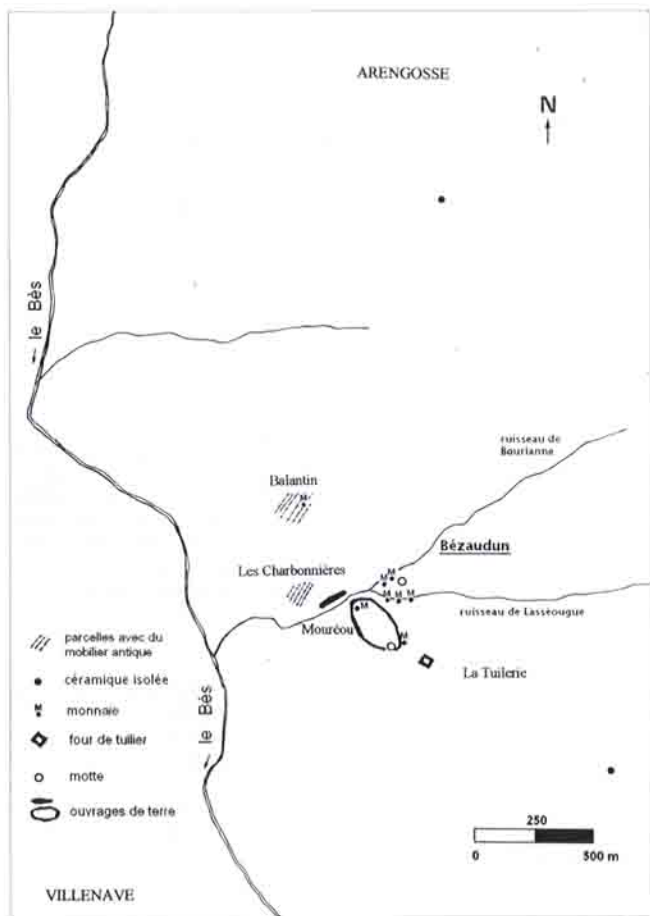 ARENGOSSE
N
le Bès
ruisseau de
Bourianne
Balantin
M
Bézaudun
M
M
Les Charbonnières
M M M
M
ruisseau de Lasséougue
Mouréou
M
La Tuilerie
parcelles avec du
mobilier antique
céramique isolée
M
monnaie
four de tuilier
motte
ouvrages de terre
le Bès
250
0
500 m
VILLENAVE